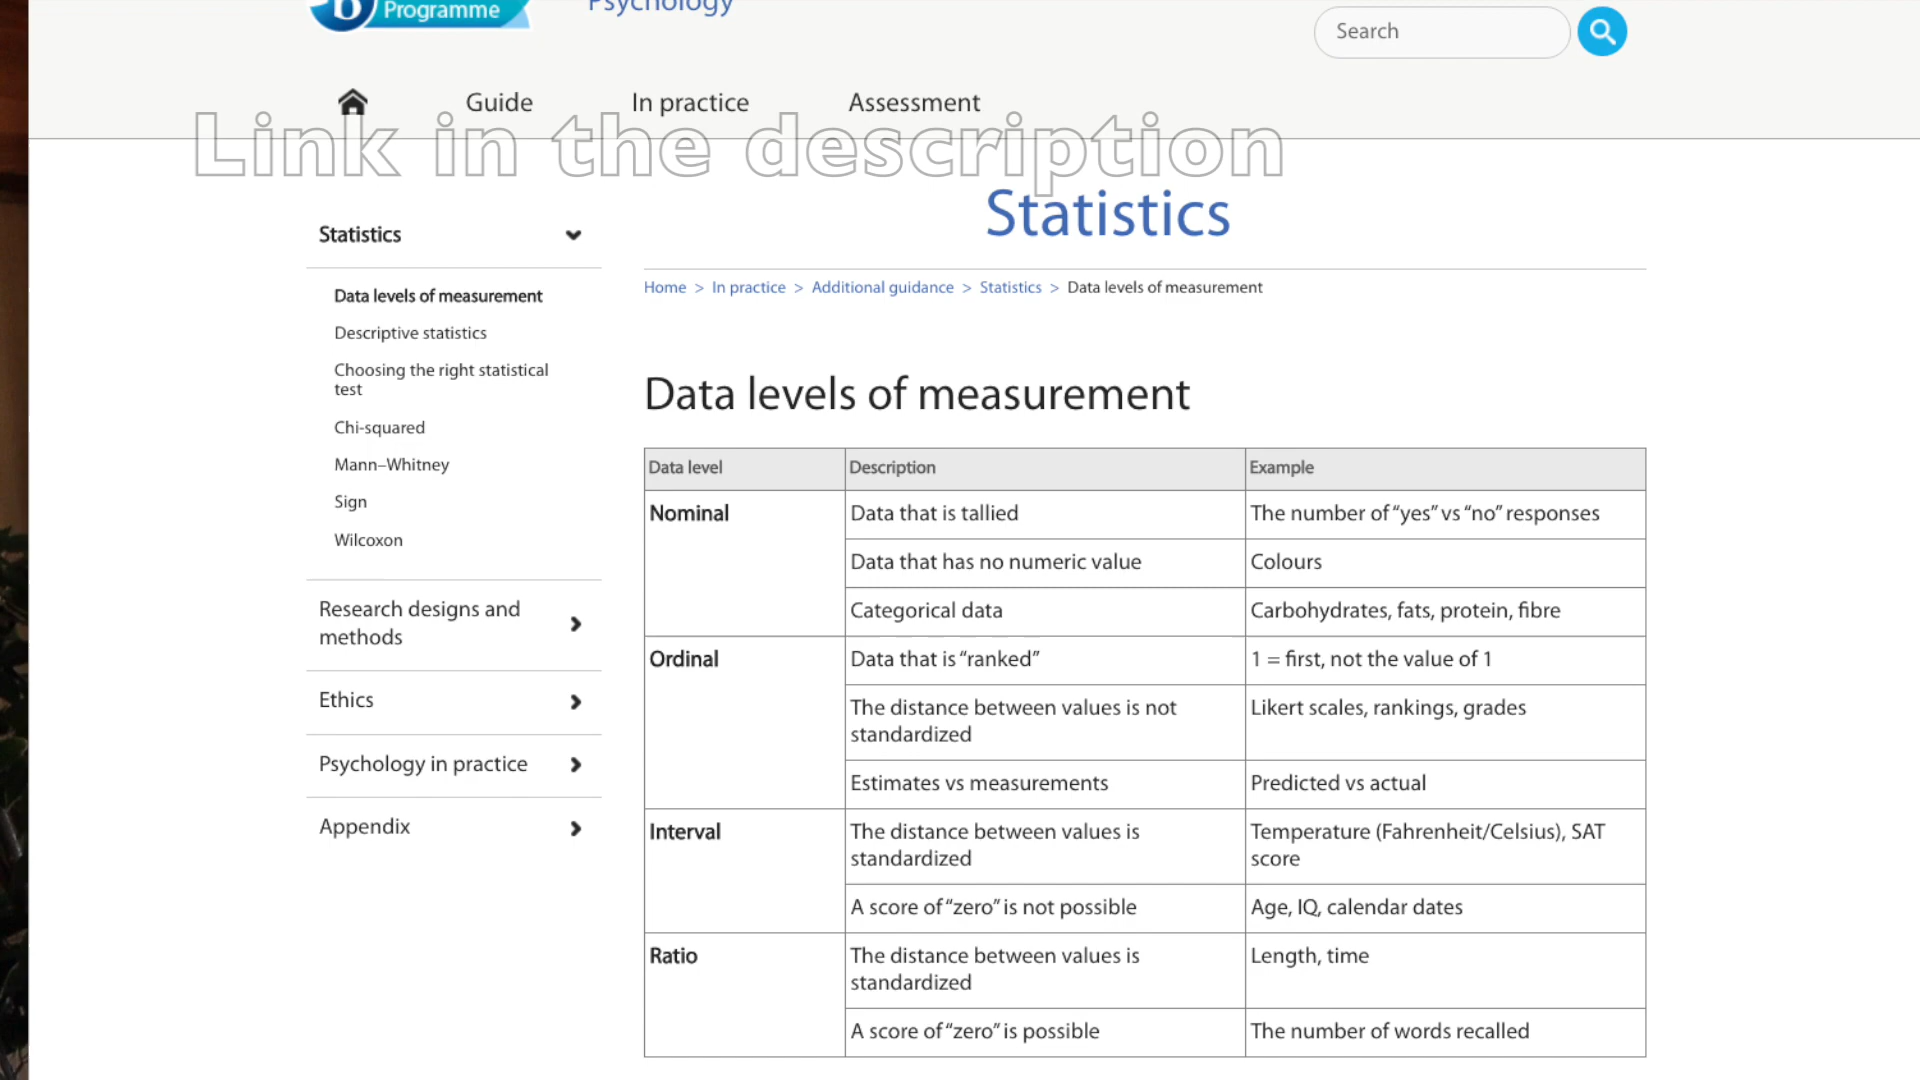 Programme
Psychology
Search
Guide
In practice
Assessment
Link in the description
Statistics
Statistics
Data levels of measurement
Descriptive statistics
Choosing the right statistical
test
Chi-squared
Mann–Whitney
Sign
Wilcoxon
Research designs and
methods
Ethics
Psychology in practice
Appendix
Home > In practice > Additional guidance > Statistics > Data levels of measurement
Data levels of measurement
Data level Description Example
Nominal Data that is tallied The number of “yes” vs “no” responses
Data that has no numeric value Colours
Categorical data Carbohydrates, fats, protein, fibre
Ordinal Data that is “ranked” 1 = first, not the value of 1
The distance between values is not Likert scales, rankings, grades
standardized
Estimates vs measurements Predicted vs actual
Interval The distance between values is Temperature (Fahrenheit/Celsius), SAT
standardized score
A score of “zero” is not possible Age, IQ, calendar dates
Ratio The distance between values is Length, time
standardized
A score of “zero” is possible The number of words recalled